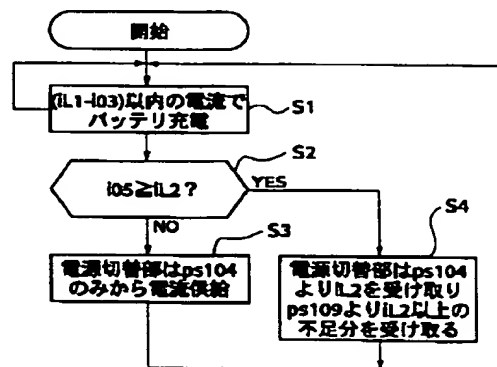 開始
(iL1-i03)以内の電流で
バッテリ充電
S1
S2
i05≧iL2?
YES
NO
S3
S4
電源切替部はps104
のみから電流供給
電源切替部はps104
よりiL2を受け取り
ps109よりiL2以上の
不足分を受け取る